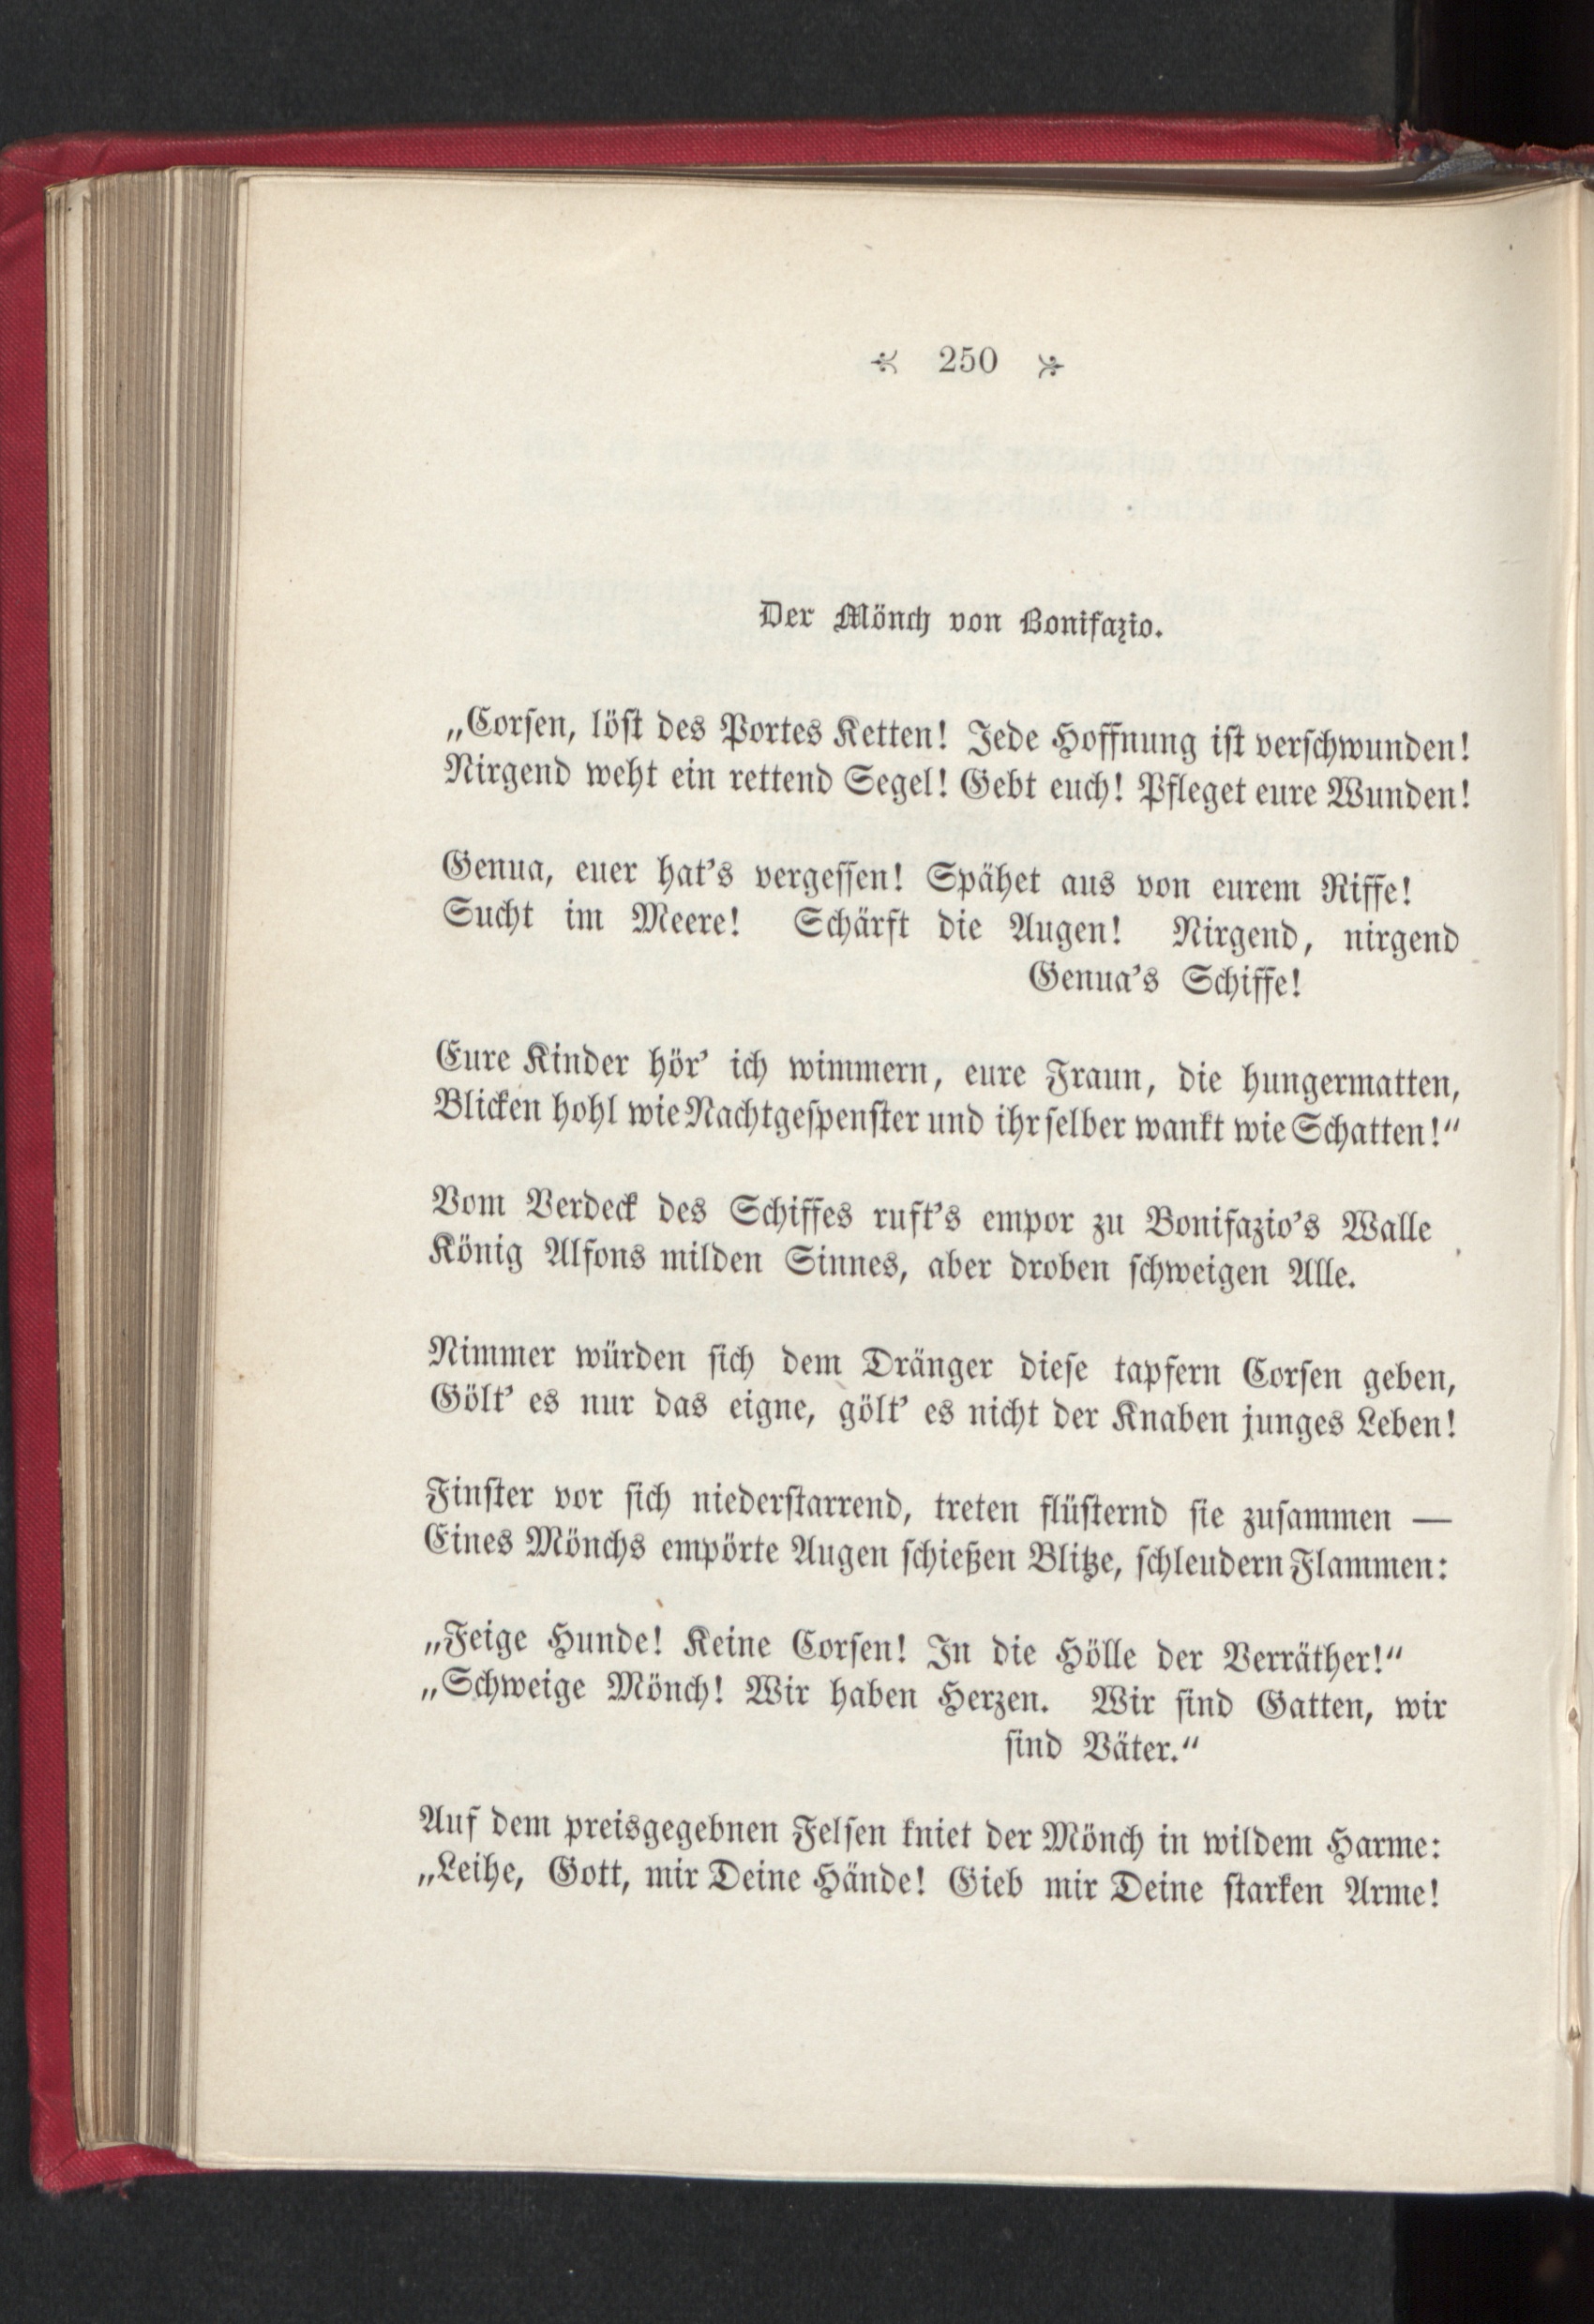 250
Der Mönch von Bonifazio.
„Corsen, löst des Portes Ketten! Jede Hoffnung ist verschwunden!
Nirgend weht ein rettend Segel! Gebt euch! Pfleget eure Wunden!
Genua, euer hat's vergessen! Spähet aus von eurem Riffe!
Sucht im Meere! Schärft die Augen! Nirgend, nirgend
Genua's Schiffe!
Eure Kinder hör' ich wimmern, eure Fraun, die hungermatten,
Blicken hohl wie Nachtgespenster und ihr selber wankt wie Schatten!“
Vom Verdeck des Schiffes ruft's empor zu Bonifazio's Walle
König Alfons milden Sinnes, aber droben schweigen Alle.
Nimmer würden sich dem Dränger diese tapfern Corsen geben,
Gölt' es nur das eigne, gölt' es nicht der Knaben junges Leben!
Finster vor sich niederstarrend, treten flüsternd sie zusammen —
Eines Mönchs empörte Augen schießen Blitze, schleudern Flammen:
„Feige Hunde! Keine Corsen! In die Hölle der Verräther!“
„Schweige Mönch! Wir haben Herzen. Wir sind Gatten, wir
sind Väter.“
Auf dem preisgegebnen Felsen kniet der Mönch in wildem Harme:
„Leihe, Gott, mir Deine Hände! Gieb mir Deine starken Arme!